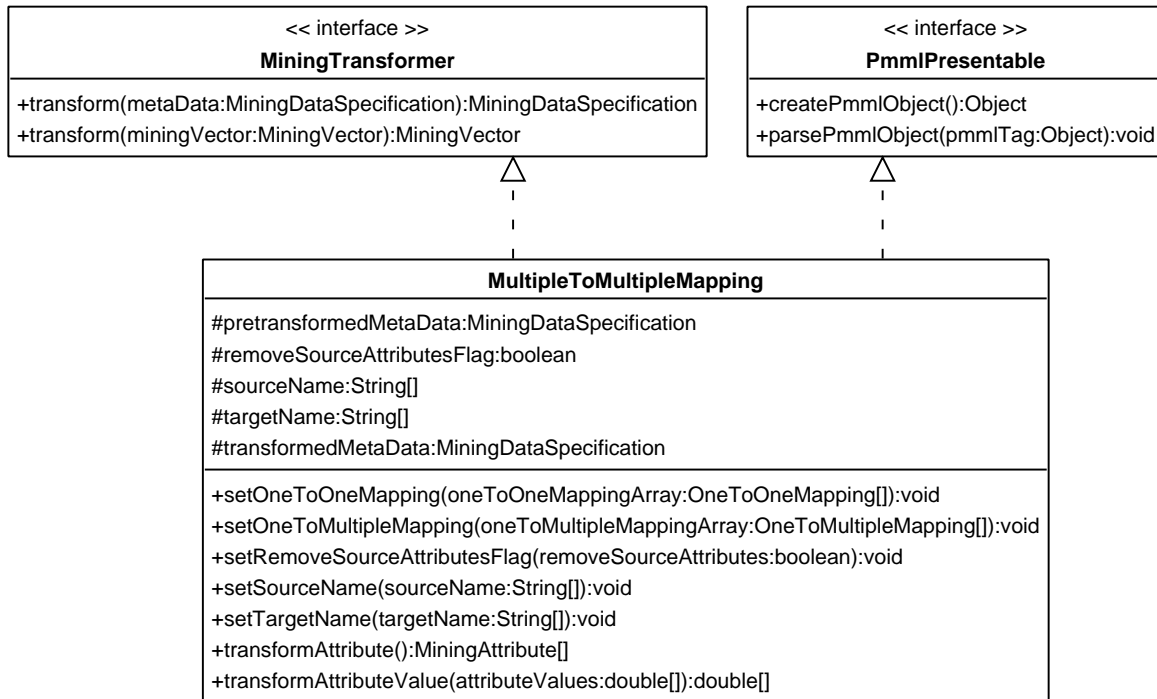 << interface >>
MiningTransformer
+transform(metaData:MiningDataSpecification):MiningDataSpecification
+transform(miningVector:MiningVector):MiningVector
<< interface >>
PmmlPresentable
+createPmmlObject():Object
+parsePmmlObject(pmmlTag:Object):void
MultipleToMultipleMapping
#pretransformedMetaData:MiningDataSpecification
#removeSourceAttributesFlag:boolean
#sourceName:String[]
#targetName:String[]
#transformedMetaData:MiningDataSpecification
+setOneToOneMapping(oneToOneMappingArray:OneToOneMapping[]):void
+setOneToMultipleMapping(oneToMultipleMappingArray:OneToMultipleMapping[]):void
+setRemoveSourceAttributesFlag(removeSourceAttributes:boolean):void
+setSourceName(sourceName:String[]):void
+setTargetName(targetName:String[]):void
+transformAttribute():MiningAttribute[]
+transformAttributeValue(attributeValues:double[]):double[]